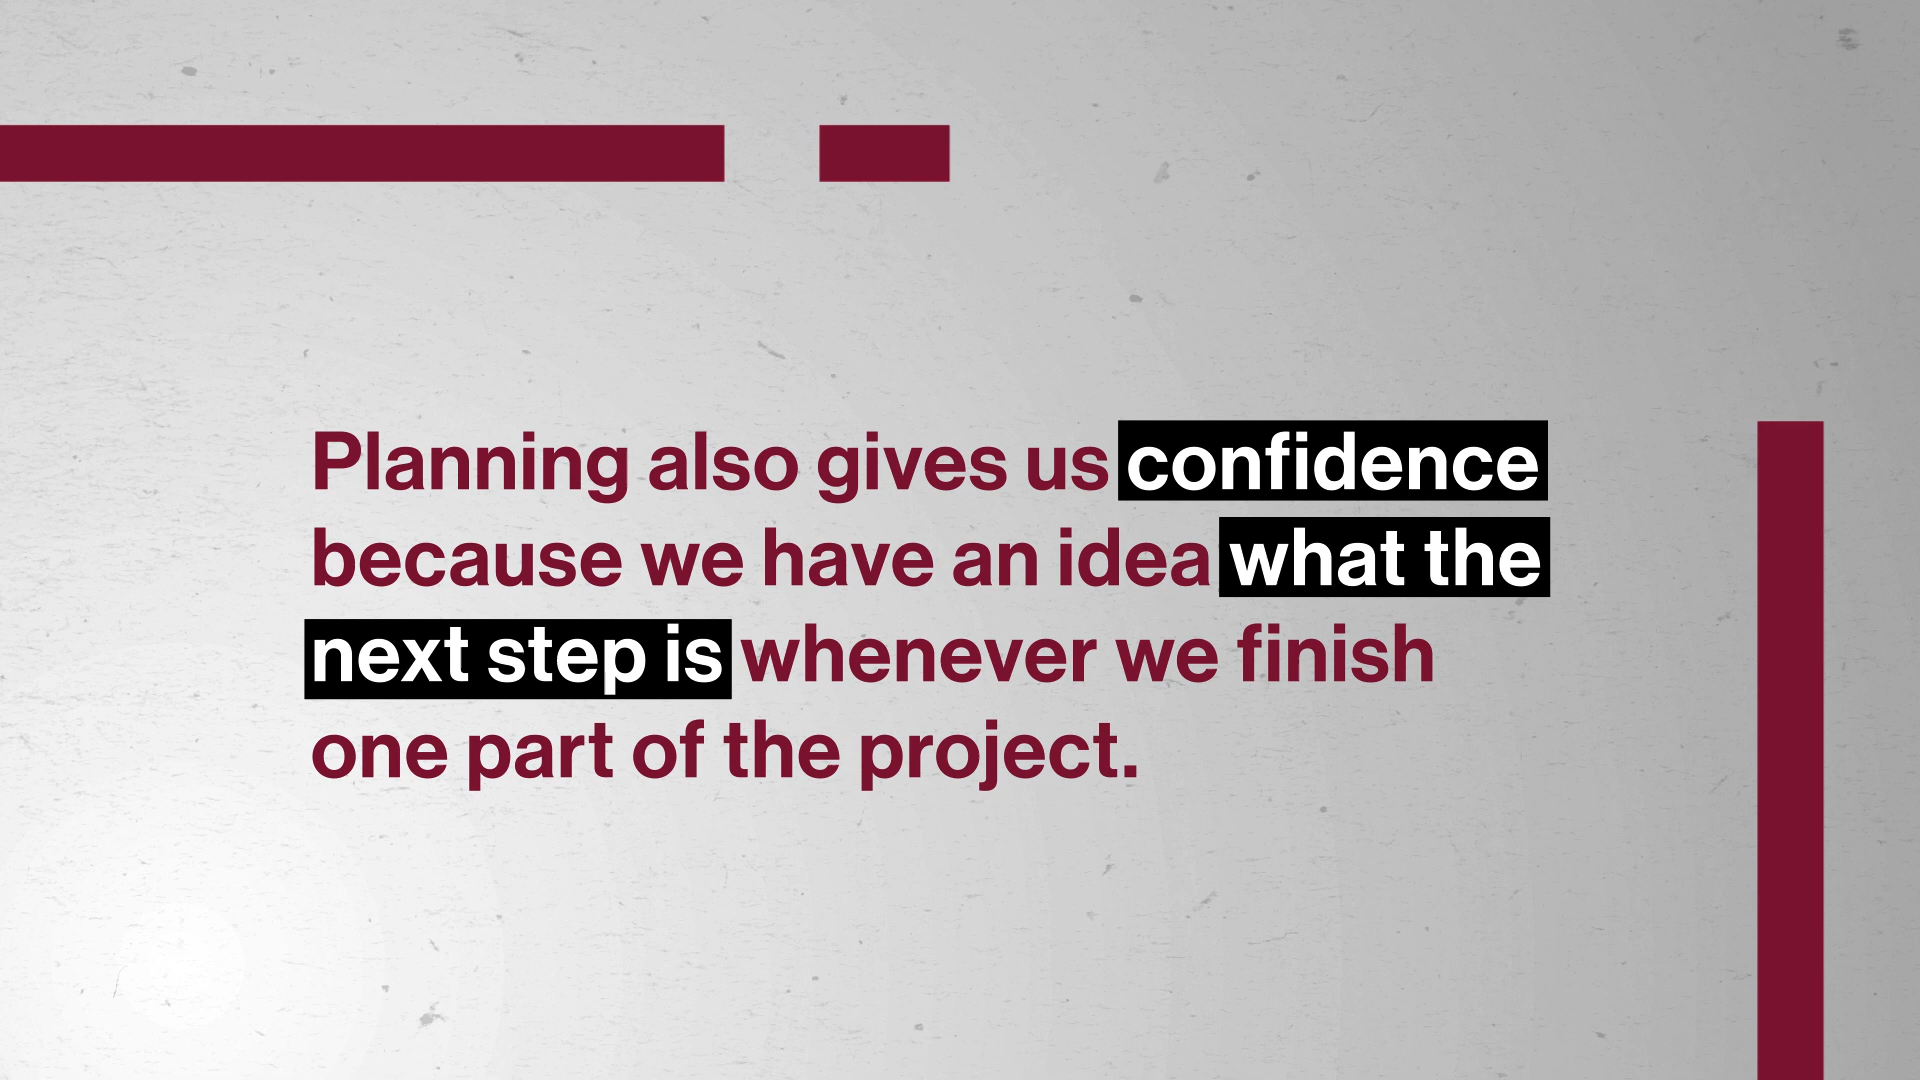 Planning also gives us confidence
because we have an idea what the
next step is whenever we finish
one part of the project.